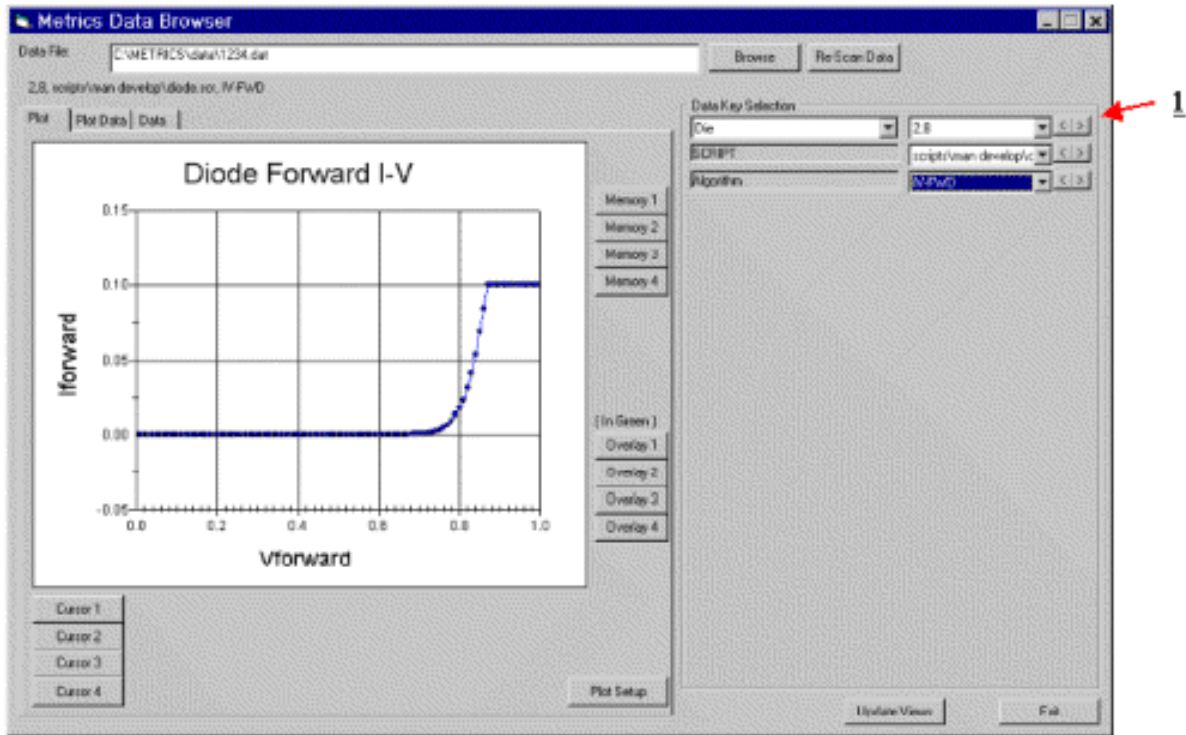 Metrics Data Browser
Data File: C:\METRICS\data\1234.dat Browse Re-Scan Data
2,8, scripts\man develop\diode.scr, IV-FWD
Plot Plot Data Data
Data Key Selection
1
Die 2,8 < >
SCRIPT scripts\man develop\c < >
Algorithm IV-FWD < >
Diode Forward I-V
Iforward
0.15
0.10
0.05
0.00
-0.05
0.0 0.2 0.4 0.6 0.8 1.0
Vforward
Memory 1
Memory 2
Memory 3
Memory 4
[ In Green ]
Overlay 1
Overlay 2
Overlay 3
Overlay 4
Cursor 1
Cursor 2
Cursor 3
Cursor 4
Plot Setup
Update Views Exit